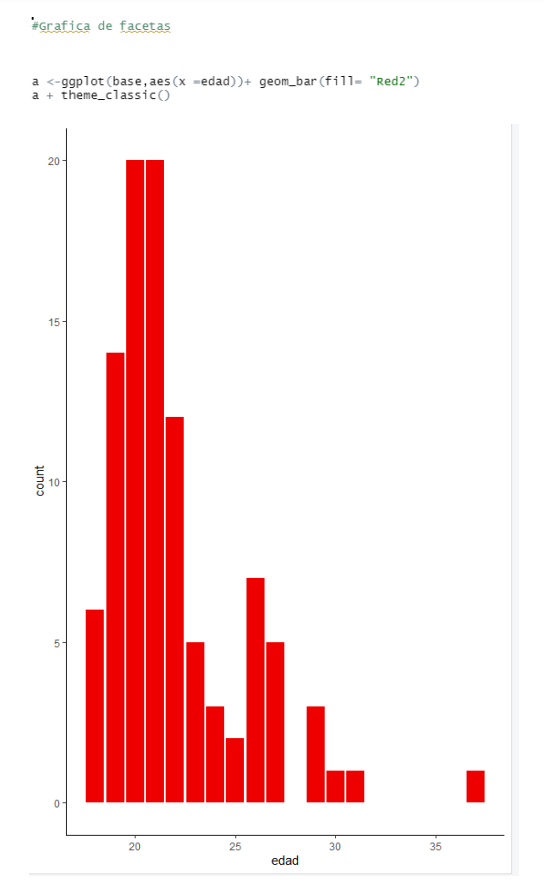 #Grafica de facetas
a <-ggplot(base,aes(x =edad))+ geom_bar(fill= "Red2")
a + theme_classic()
20
15
10
5
0
count
20 25 30 35
edad